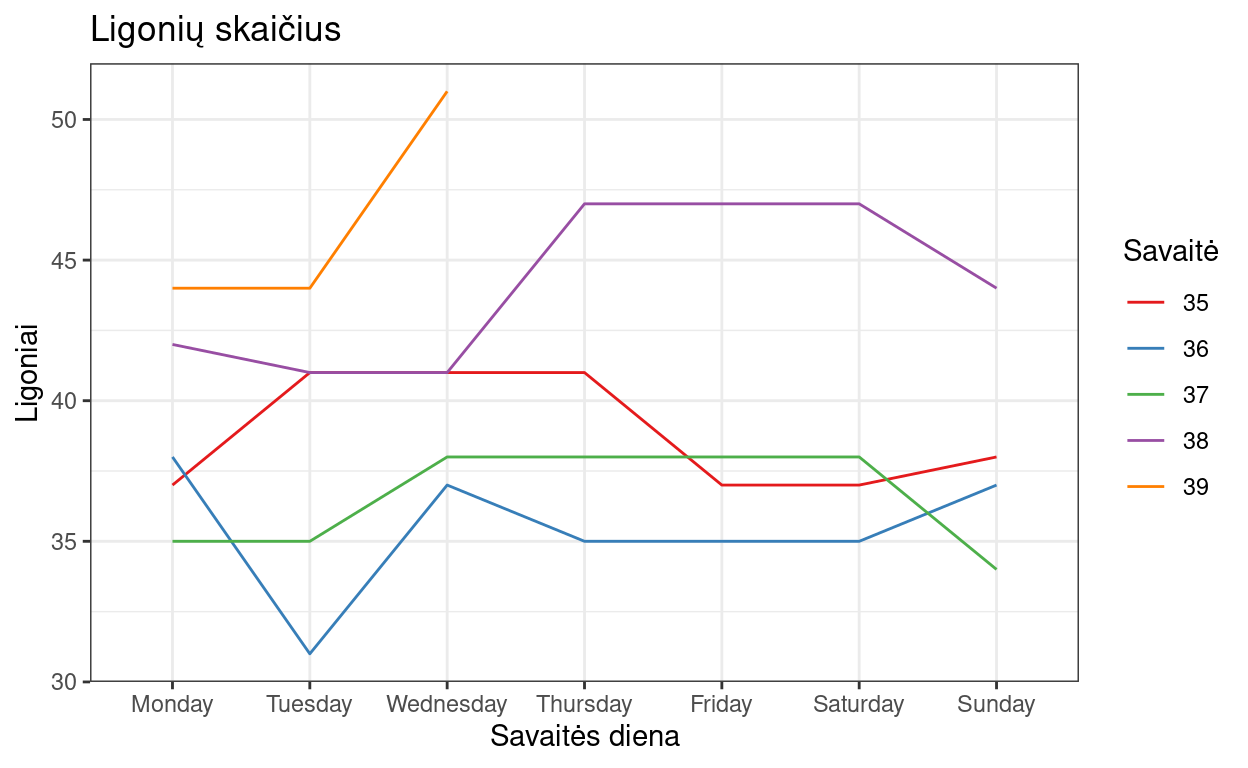 Ligonių skaičius
Ligoniai
50
45
40
35
30
Monday Tuesday Wednesday Thursday Friday Saturday Sunday
Savaitės diena
Savaitė
35
36
37
38
39